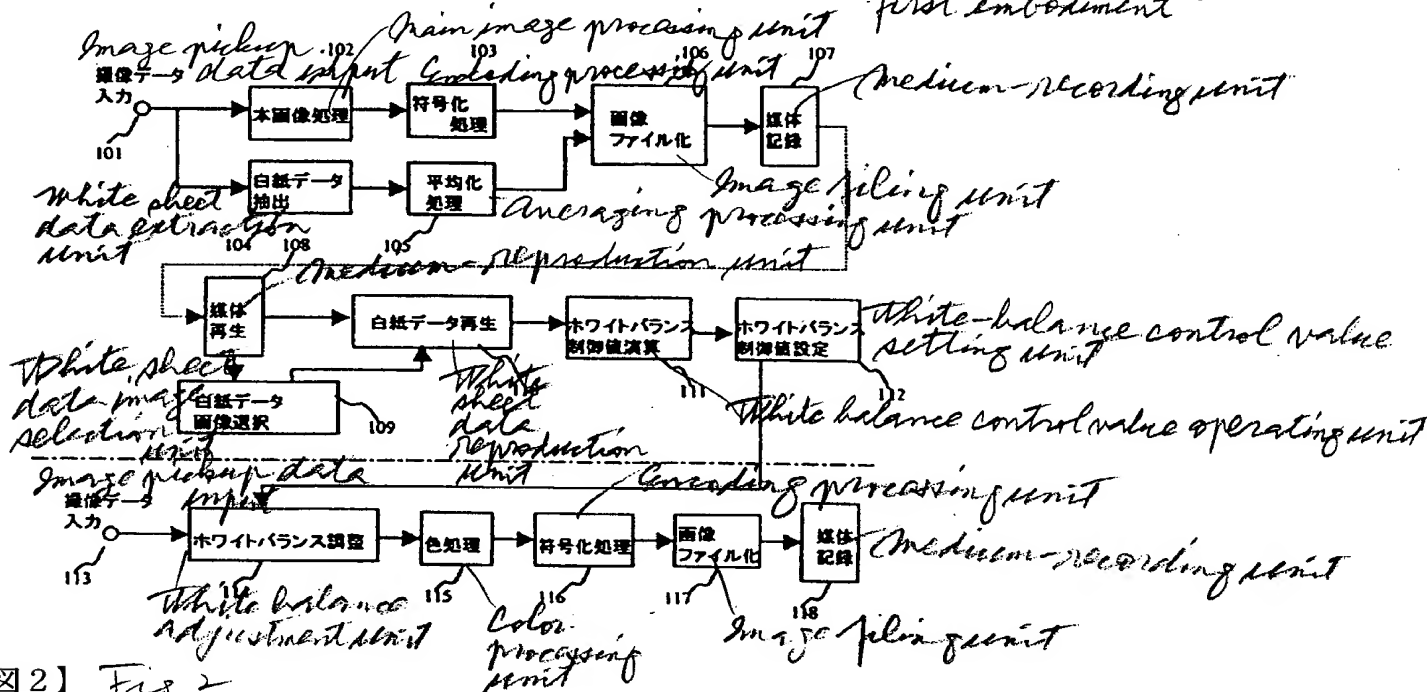 first embodiment
Image pickup
data input
撮像データ
入力
101
102
Main image processing unit
本画像処理
103
Encoding processing unit
符号化
処理
106
画像
ファイル化
Image filing unit
107
媒体
記録
Medium-recording unit
White sheet
data extraction
unit
白紙データ
抽出
104
平均化
処理
105
Averaging processing unit
108
Medium-reproduction unit
媒体
再生
白紙データ再生
White
sheet
data
reproduction
unit
ホワイトバランス
制御値演算
111
White balance control value operating unit
ホワイトバランス
制御値設定
112
White-balance control value
setting unit
White sheet
data image
selection
unit
白紙データ
画像選択
109
Image pickup data
input
撮像データ
入力
113
ホワイトバランス調整
114
White balance
adjustment unit
色処理
115
Color
processing
unit
Encoding processing unit
符号化処理
116
画像
ファイル化
117
Image filing unit
媒体
記録
118
Medium-recording unit
図2】 Fig 2